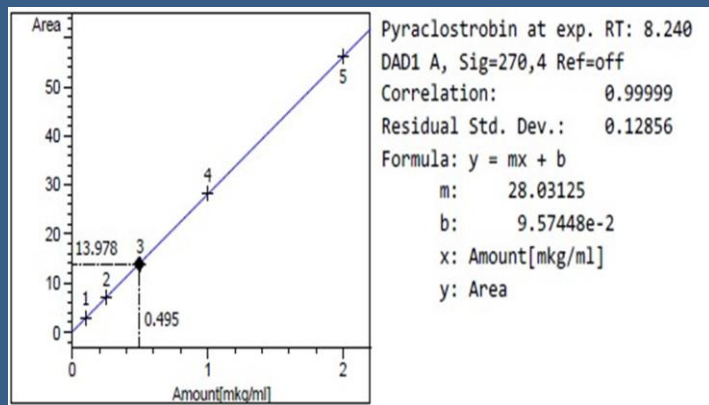 Area
50
40
30
20
10
0
13.978
0.495
1
2
3
4
5
0
1
2
Amount[mkg/ml]
Pyraclostrobin at exp. RT: 8.240
DAD1 A, Sig=270,4 Ref=off
Correlation: 0.99999
Residual Std. Dev.: 0.12856
Formula: y = mx + b
m: 28.03125
b: 9.57448e-2
x: Amount[mkg/ml]
y: Area